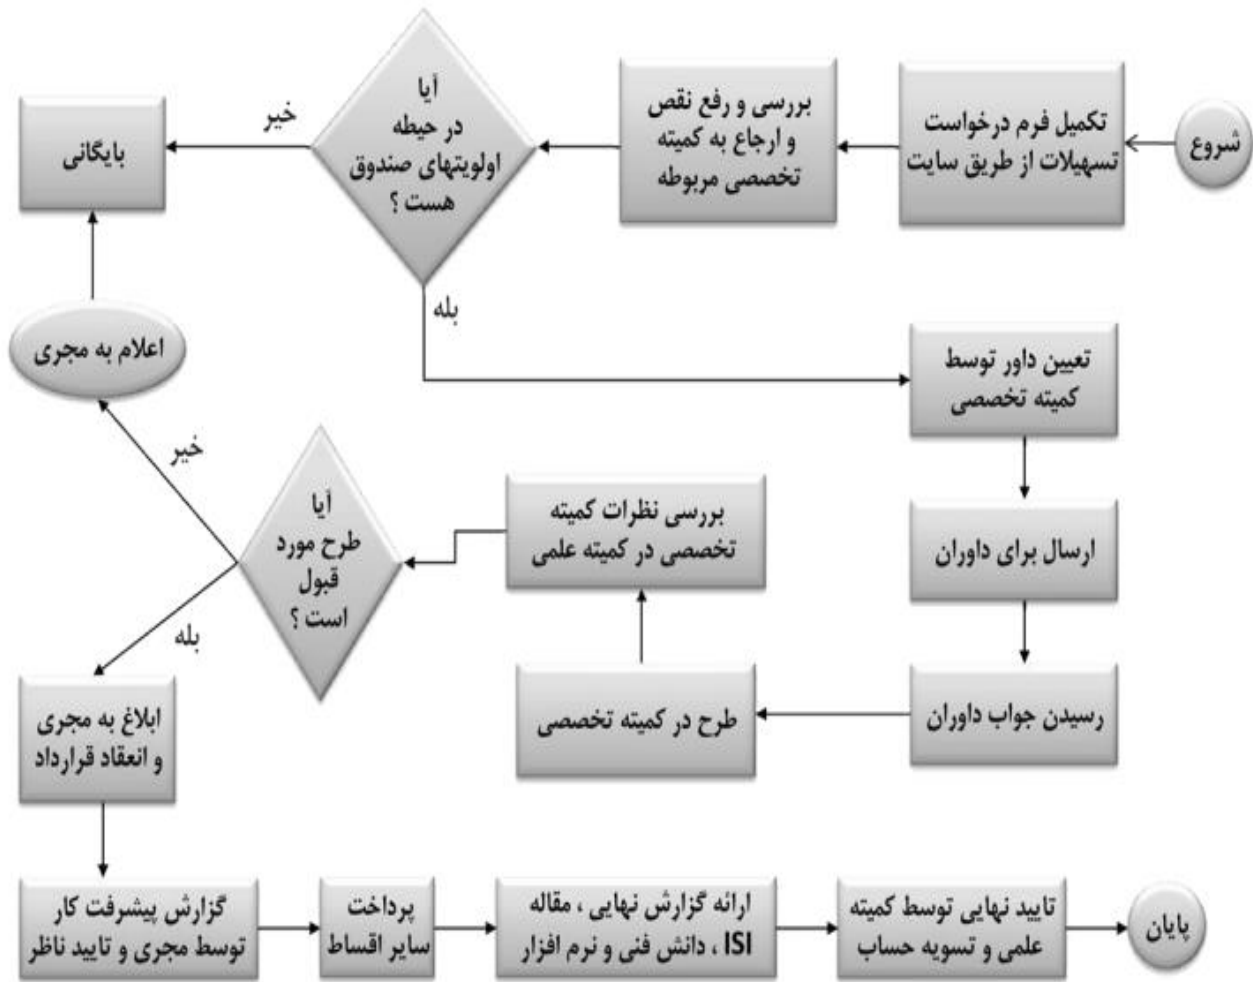 شروع
تکمیل فرم درخواست
تسهیلات از طریق سایت
بررسی و رفع نقص
و ارجاع به کمیته
تخصصی مربوطه
آیا
در حیطه
اولویتهای صندوق
هست ؟
خیر
بایگانی
بله
تعیین داور توسط
کمیته تخصصی
ارسال برای داوران
رسیدن جواب داوران
طرح در کمیته تخصصی
بررسی نظرات کمیته
تخصصی در کمیته علمی
آیا
طرح مورد
قبول
است ؟
خیر
اعلام به مجری
بله
ابلاغ به مجری
و انعقاد قرارداد
گزارش پیشرفت کار
توسط مجری و تایید ناظر
پرداخت
سایر اقساط
ارائه گزارش نهایی ، مقاله
ISI ، دانش فنی و نرم افزار
تایید نهایی توسط کمیته
علمی و تسویه حساب
پایان